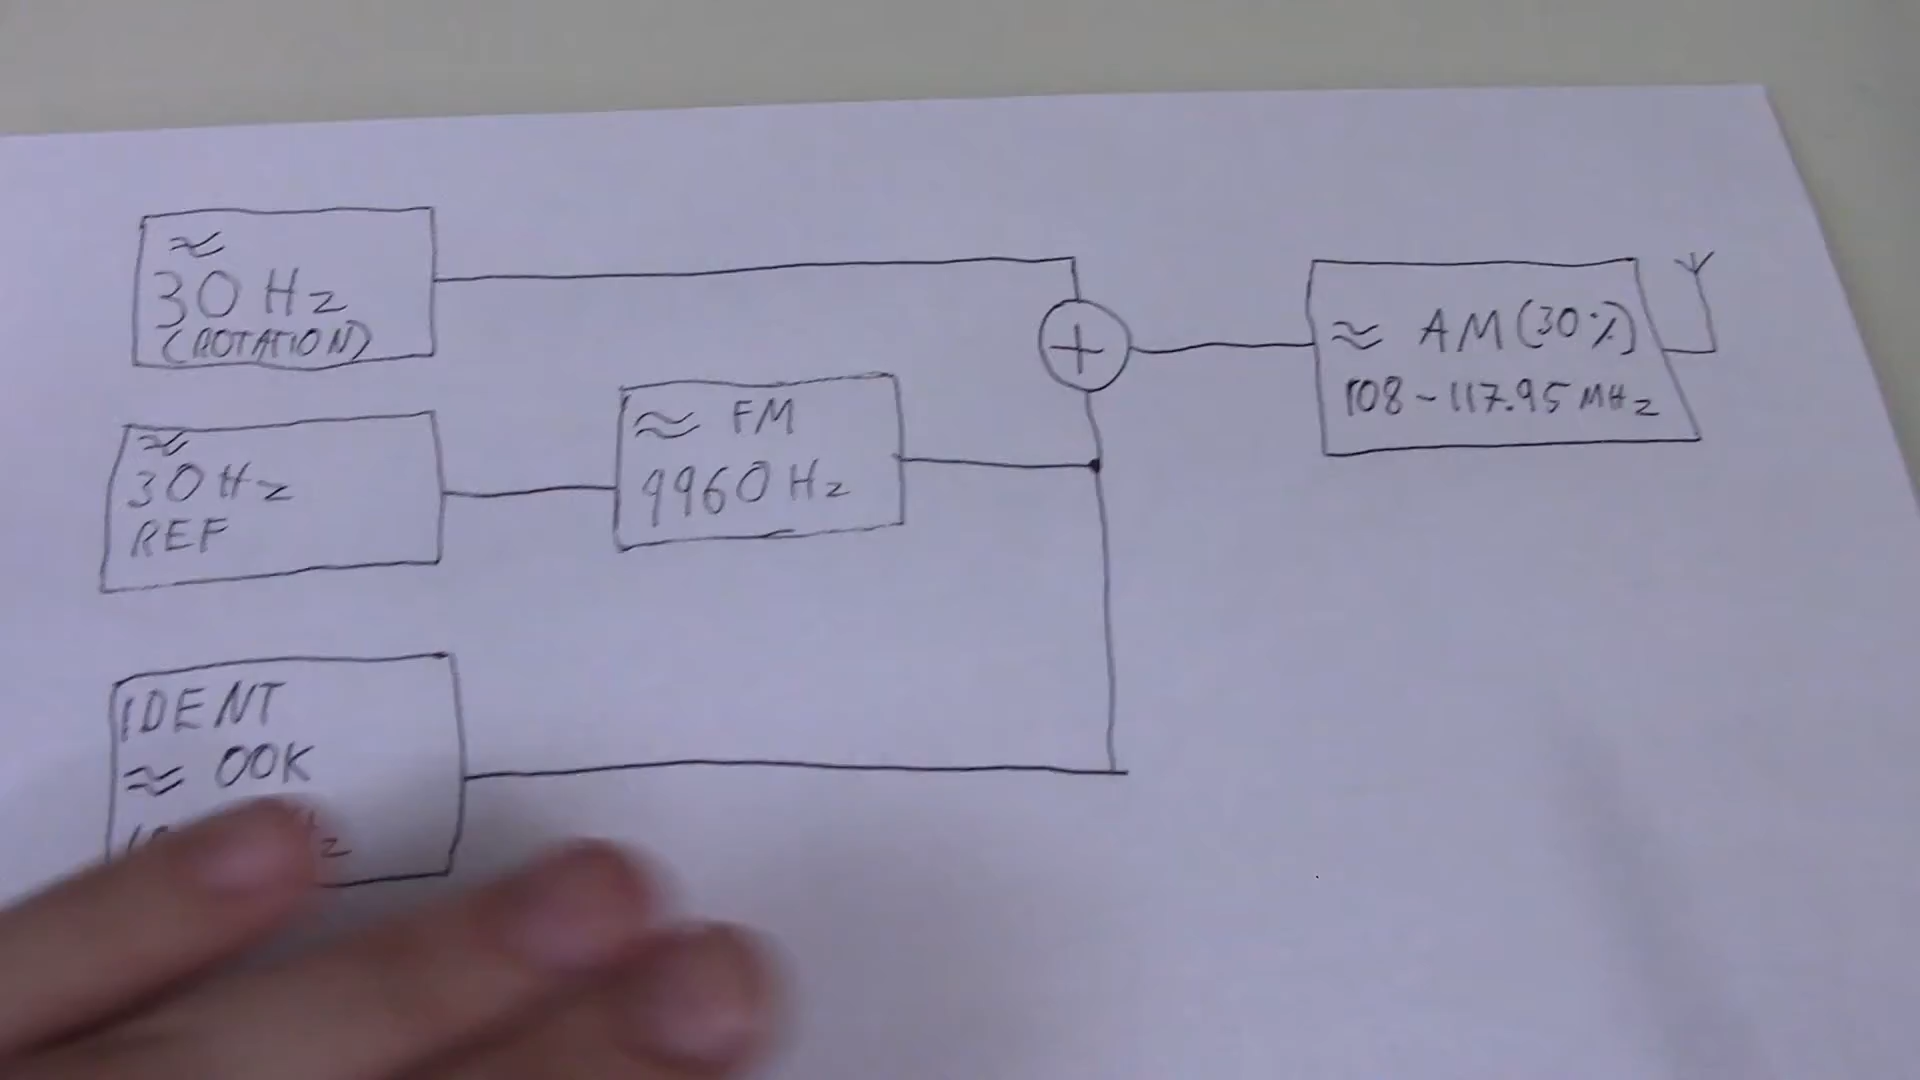 ≈
30 Hz
(ROTATION)
≈
30 Hz
REF
≈ FM
9960 Hz
IDENT
≈ OOK
+
≈ AM (30%)
108-117.95 MHz